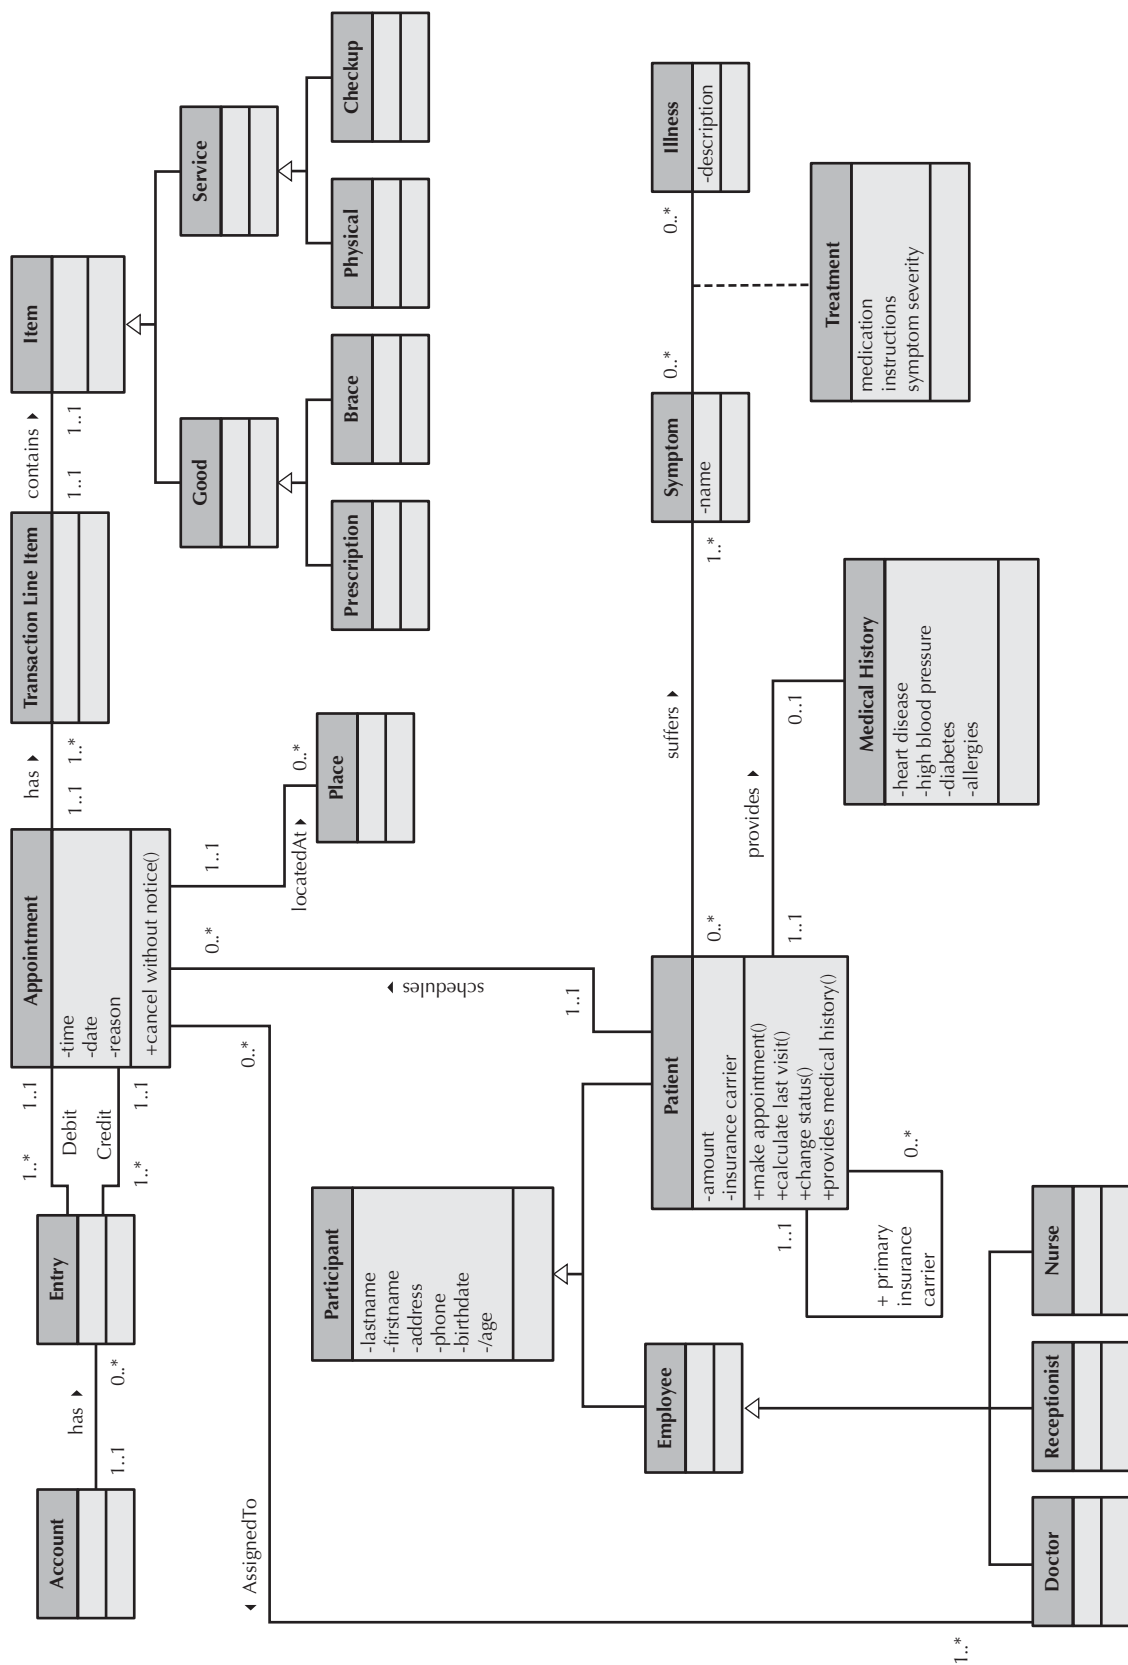 Account
has ▸
1..1
0..*
Entry
1..*
1..1
Debit
Credit
1..*
1..1
Appointment
-time
-date
-reason
+cancel without notice()
has ▸
1..1
1..*
Transaction Line Item
contains ▸
1..1
1..1
Item
Good
Service
Prescription
Brace
Physical
Checkup
1..1
locatedAt ▸
0..*
Place
0..*
schedules ▸
1..1
0..*
◂ AssignedTo
1..*
Participant
-lastname
-firstname
-address
-phone
-birthdate
-/age
Employee
Patient
-amount
-insurance carrier
+make appointment()
+calculate last visit()
+change status()
+provides medical history()
1..1
0..*
+ primary
insurance
carrier
0..*
suffers ▸
1..*
1..1
provides ▸
0..1
Medical History
-heart disease
-high blood pressure
-diabetes
-allergies
Symptom
-name
0..*
0..*
Illness
-description
Treatment
medication
instructions
symptom severity
Doctor
Receptionist
Nurse